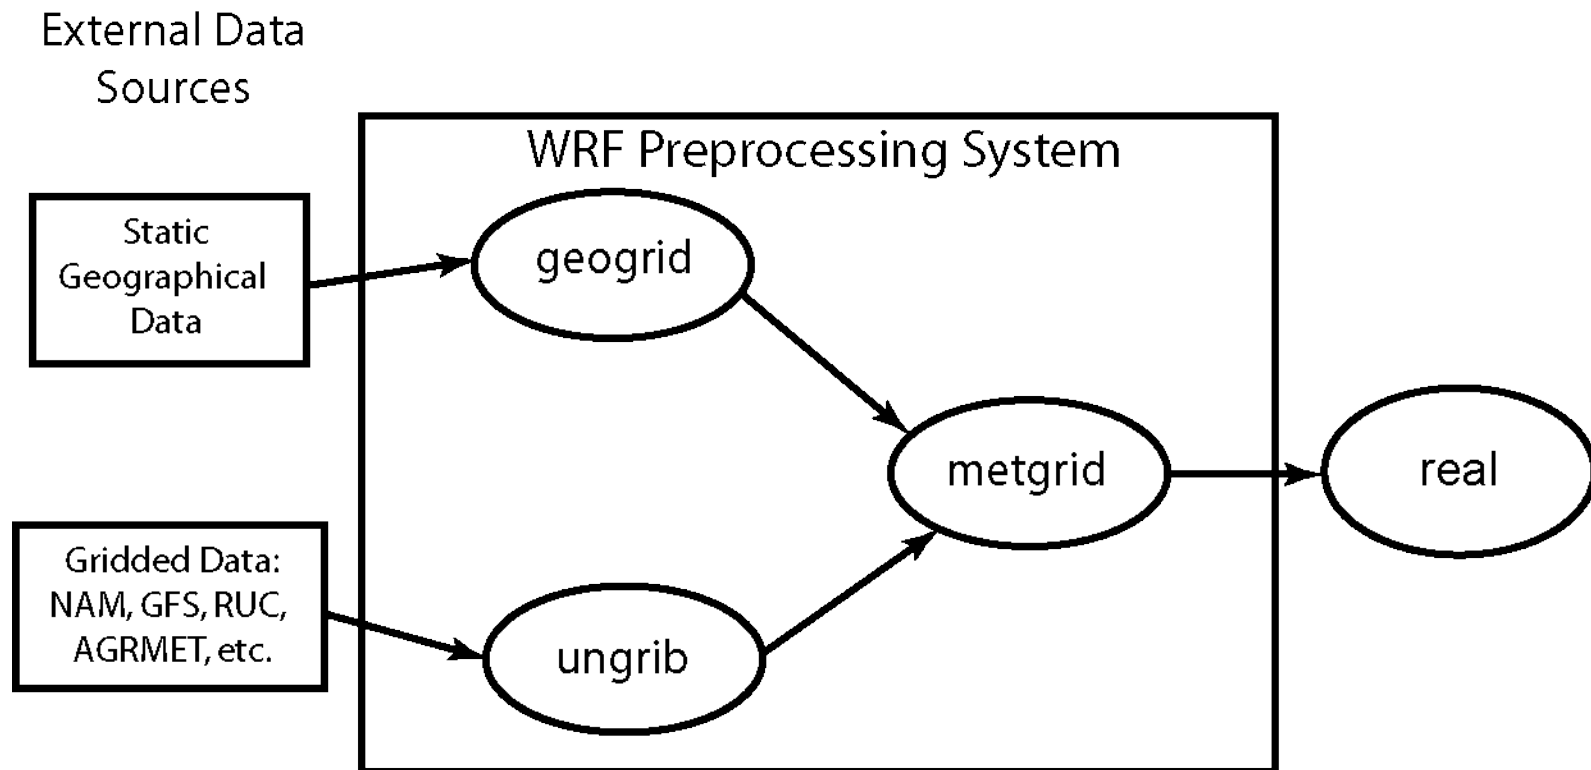 External Data
Sources
WRF Preprocessing System
Static
Geographical
Data
geogrid
metgrid
real
Gridded Data:
NAM, GFS, RUC,
AGRMET, etc.
ungrib